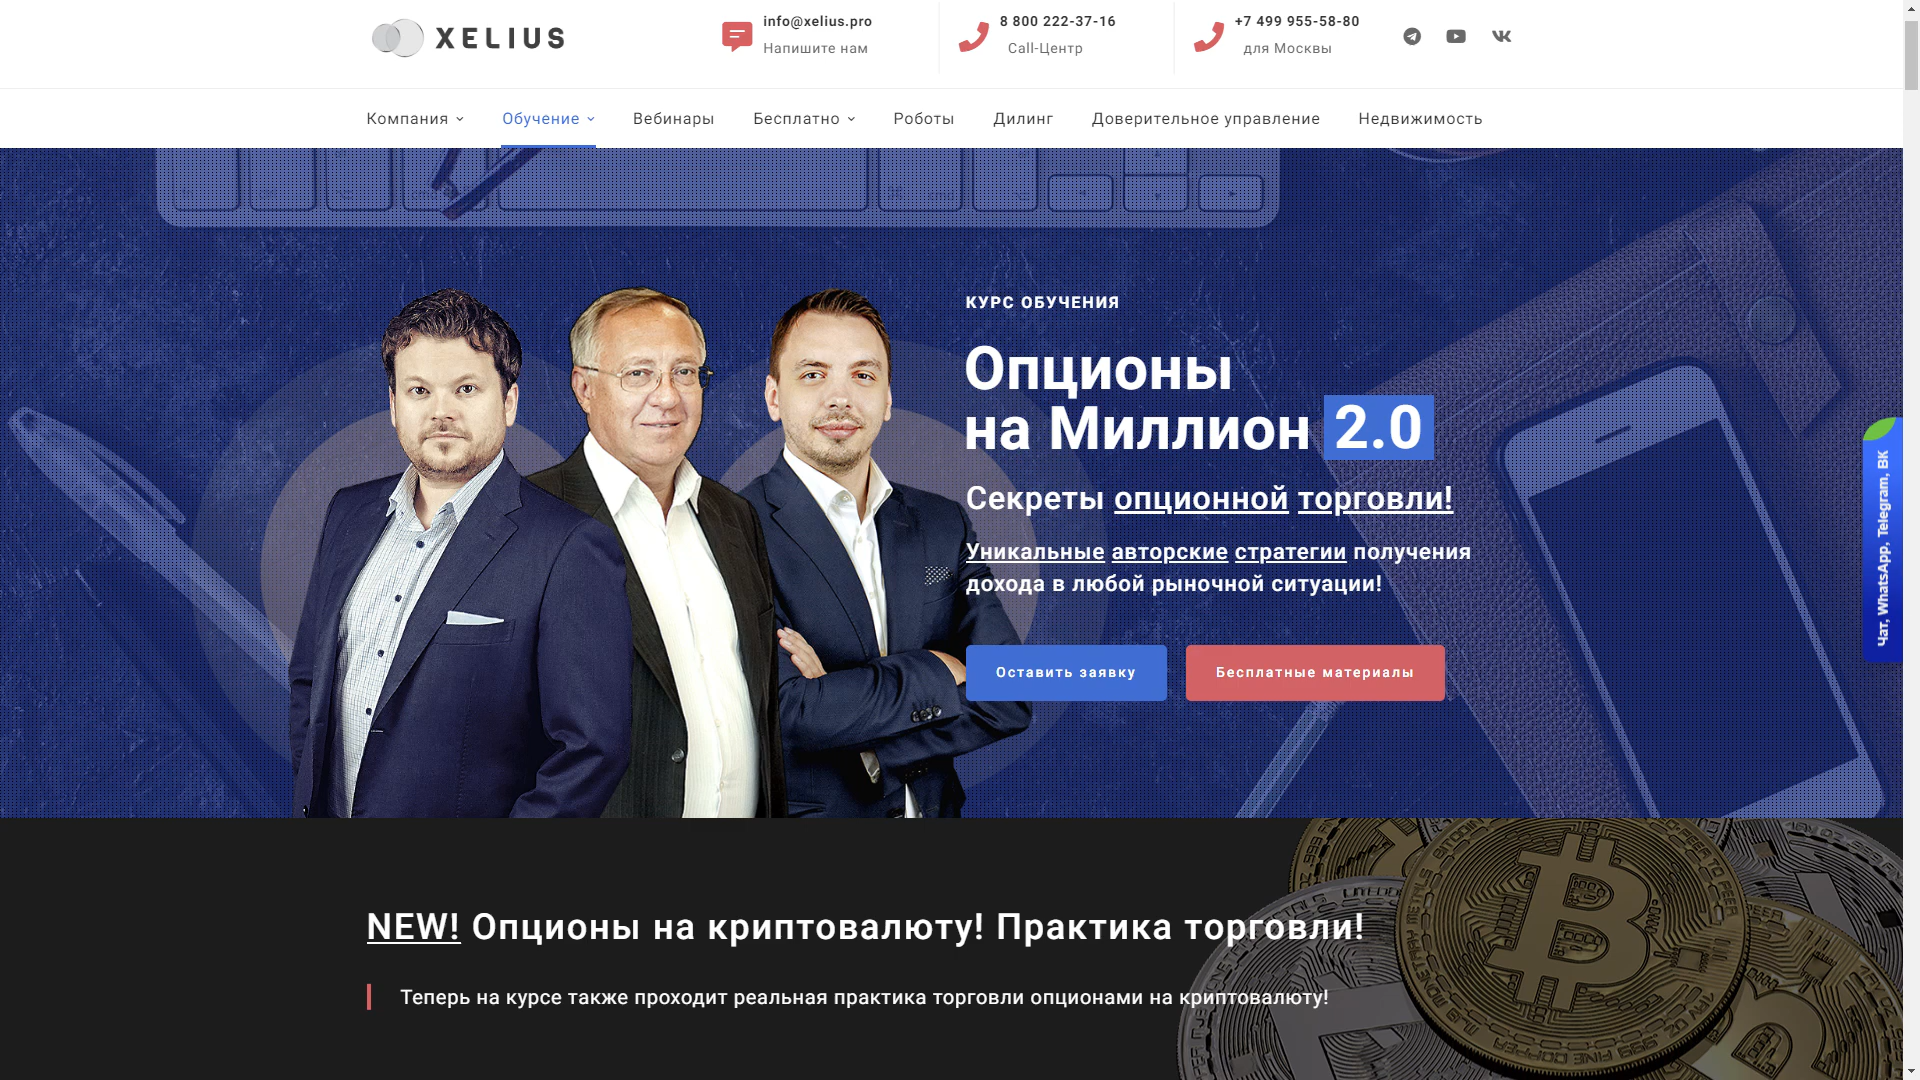 XELIUS
info@xelius.pro
Напишите нам
8 800 222-37-16
Call-Центр
+7 499 955-58-80
для Москвы
Компания
Обучение
Вебинары
Бесплатно
Роботы
Дилинг
Доверительное управление
Недвижимость
КУРС ОБУЧЕНИЯ
Опционы
на Миллион 2.0
Секреты опционной торговли!
Уникальные авторские стратегии получения
дохода в любой рыночной ситуации!
Оставить заявку
Бесплатные материалы
Чат, WhatsApp, Telegram, ВК
NEW! Опционы на криптовалюту! Практика торговли!
Теперь на курсе также проходит реальная практика торговли опционами на криптовалюту!